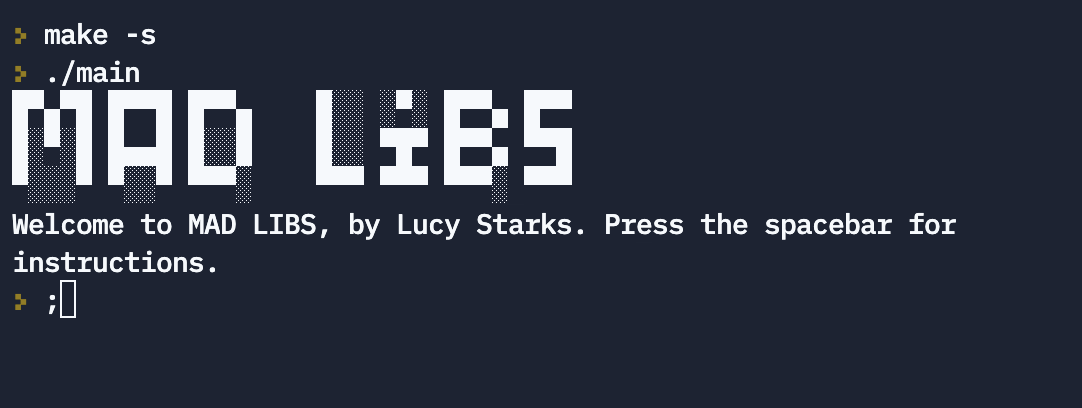 > make -s
> ./main
MAD LiBS
Welcome to MAD LIBS, by Lucy Starks. Press the spacebar for
instructions.
> ;